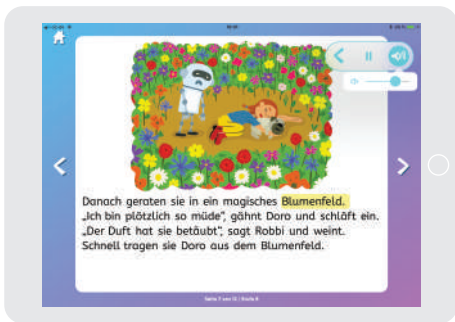 Danach geraten sie in ein magisches Blumenfeld.
„Ich bin plötzlich so müde“, gähnt Doro und schläft ein.
„Der Duft hat sie betäubt“, sagt Robbi und weint.
Schnell tragen sie Doro aus dem Blumenfeld.